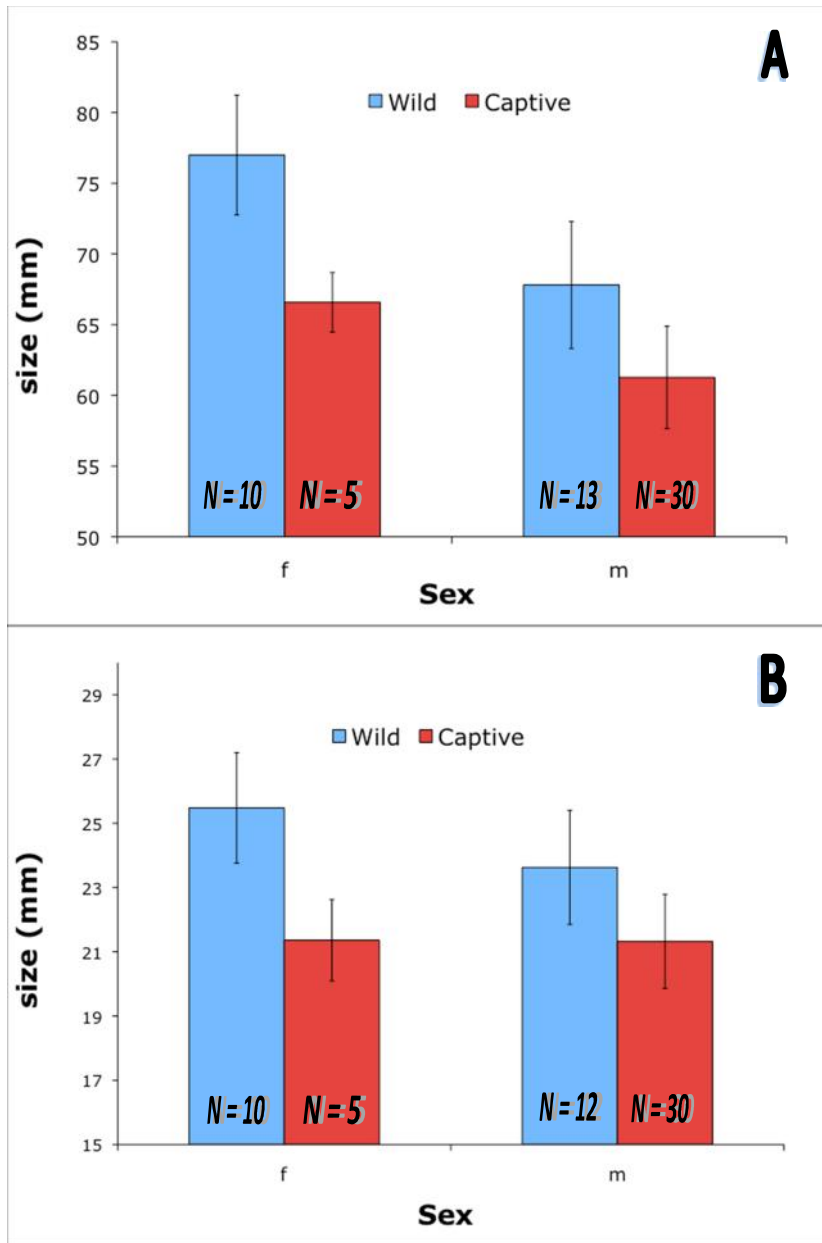 A
85
80
75
70
65
60
55
50
size (mm)
Wild Captive
N = 10 N = 5 N = 13 N = 30
f m
Sex
B
29
27
25
23
21
19
17
15
size (mm)
Wild Captive
N = 10 N = 5 N = 12 N = 30
f m
Sex